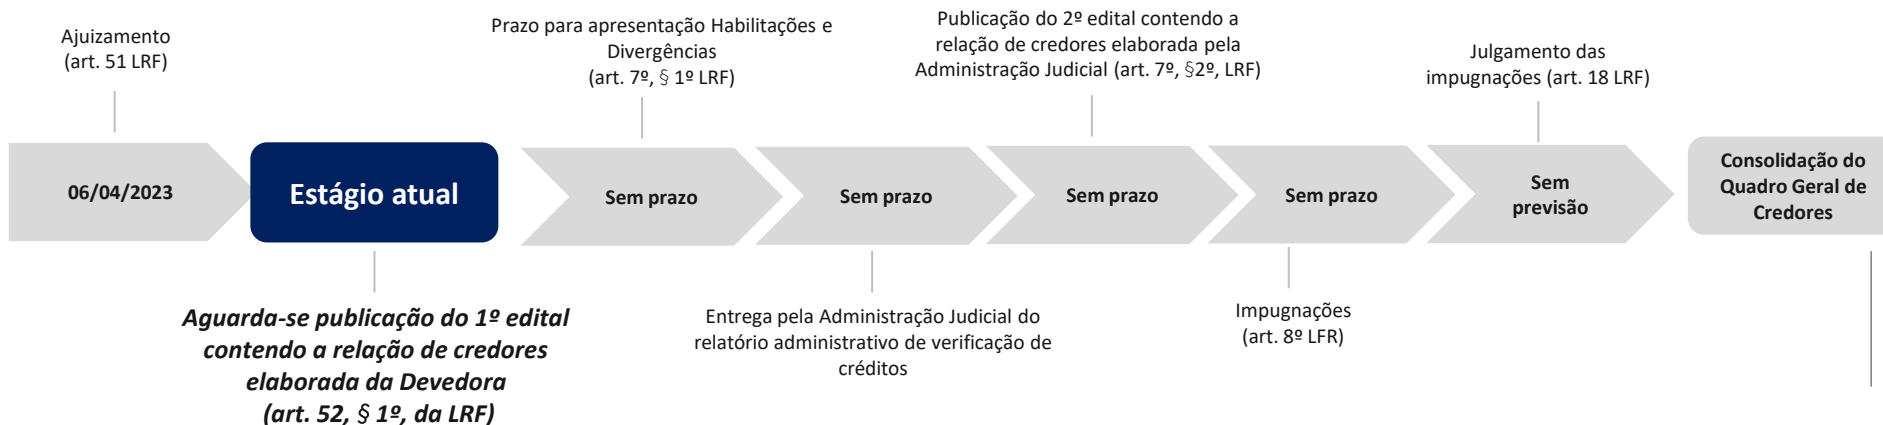 Ajuizamento
(art. 51 LRF)
06/04/2023
Estágio atual
Aguarda-se publicação do 1º edital
contendo a relação de credores
elaborada da Devedora
(art. 52, § 1º, da LRF)
Prazo para apresentação Habilitações e
Divergências
(art. 7º, § 1º LRF)
Sem prazo
Sem prazo
Entrega pela Administração Judicial do
relatório administrativo de verificação de
créditos
Publicação do 2º edital contendo a
relação de credores elaborada pela
Administração Judicial (art. 7º, §2º, LRF)
Sem prazo
Sem prazo
Impugnações
(art. 8º LFR)
Julgamento das
impugnações (art. 18 LRF)
Sem
previsão
Consolidação do
Quadro Geral de
Credores